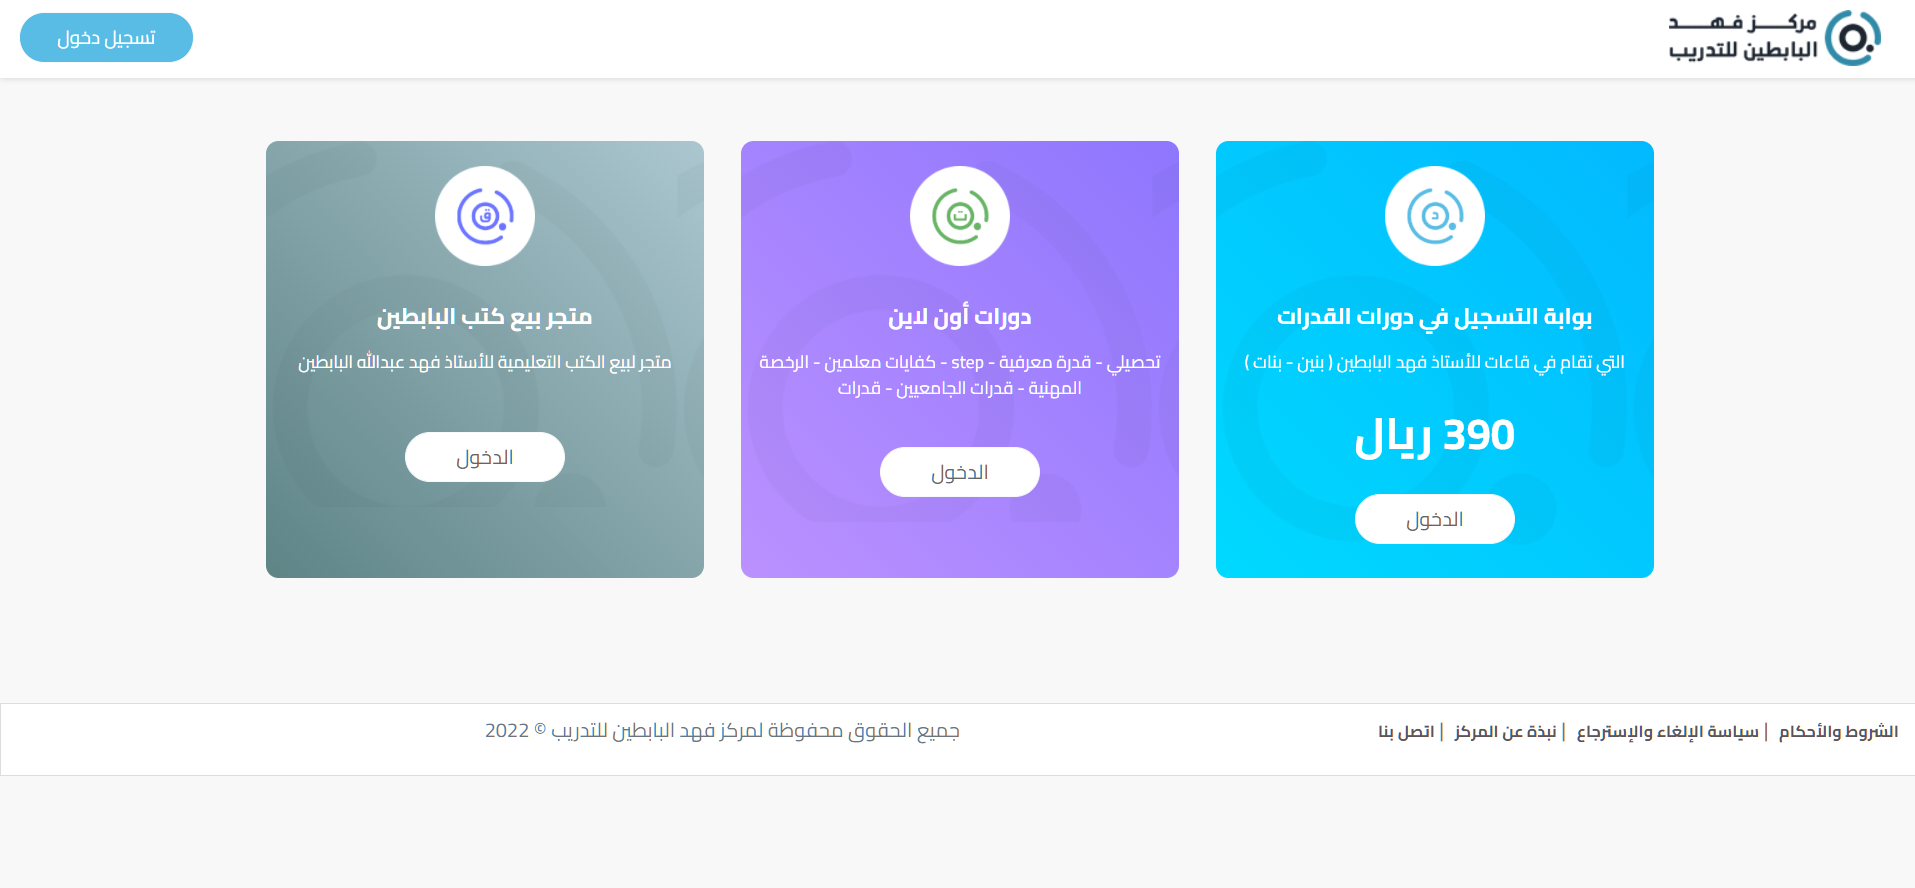 مركز فهد
البابطين للتدريب
تسجيل دخول
د
بوابة التسجيل في دورات القدرات
التي تقام في قاعات للأستاذ فهد البابطين ( بنين - بنات )
390 ريال
الدخول
ت
دورات أون لاين
تحصيلي - قدرة معرفية - step - كفايات معلمين - الرخصة
المهنية - قدرات الجامعيين - قدرات
الدخول
ق
متجر بيع كتب البابطين
متجر لبيع الكتب التعليمية للأستاذ فهد عبدالله البابطين
الدخول
الشروط والأحكام | سياسة الإلغاء والإسترجاع | نبذة عن المركز | اتصل بنا
جميع الحقوق محفوظة لمركز فهد البابطين للتدريب © 2022